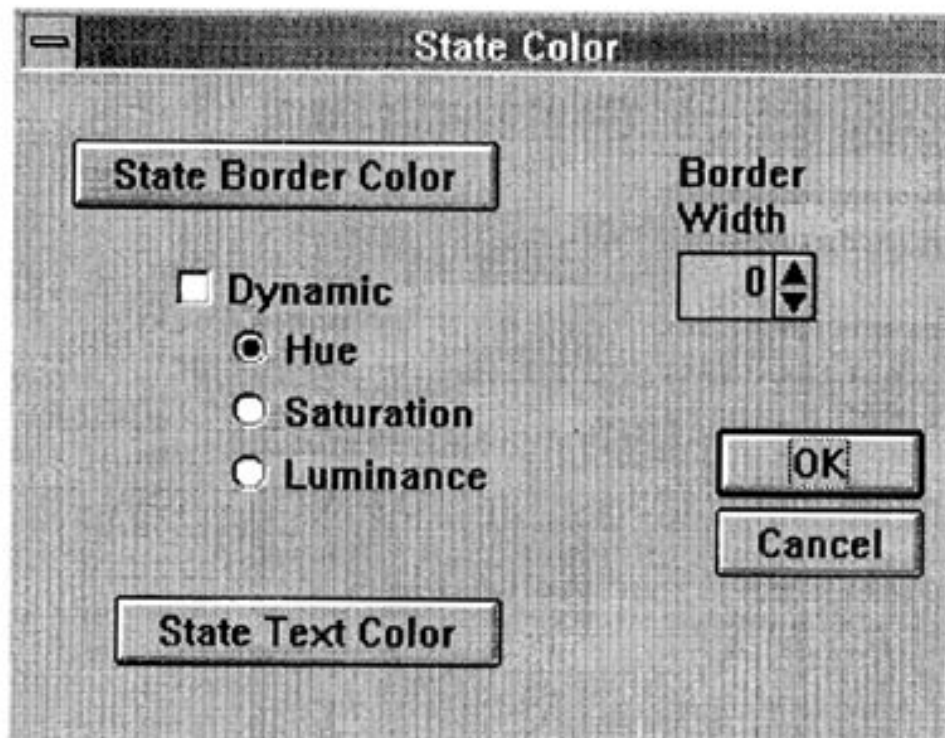 State Color
State Border Color
Border
Width
0
Dynamic
Hue
Saturation
Luminance
OK
Cancel
State Text Color